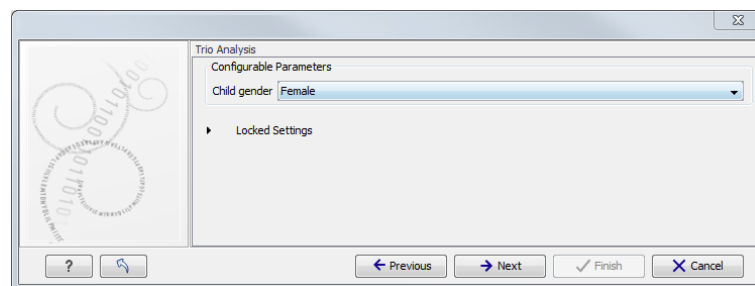 Trio Analysis
Configurable Parameters
Child gender Female
Locked Settings
? Previous Next Finish Cancel